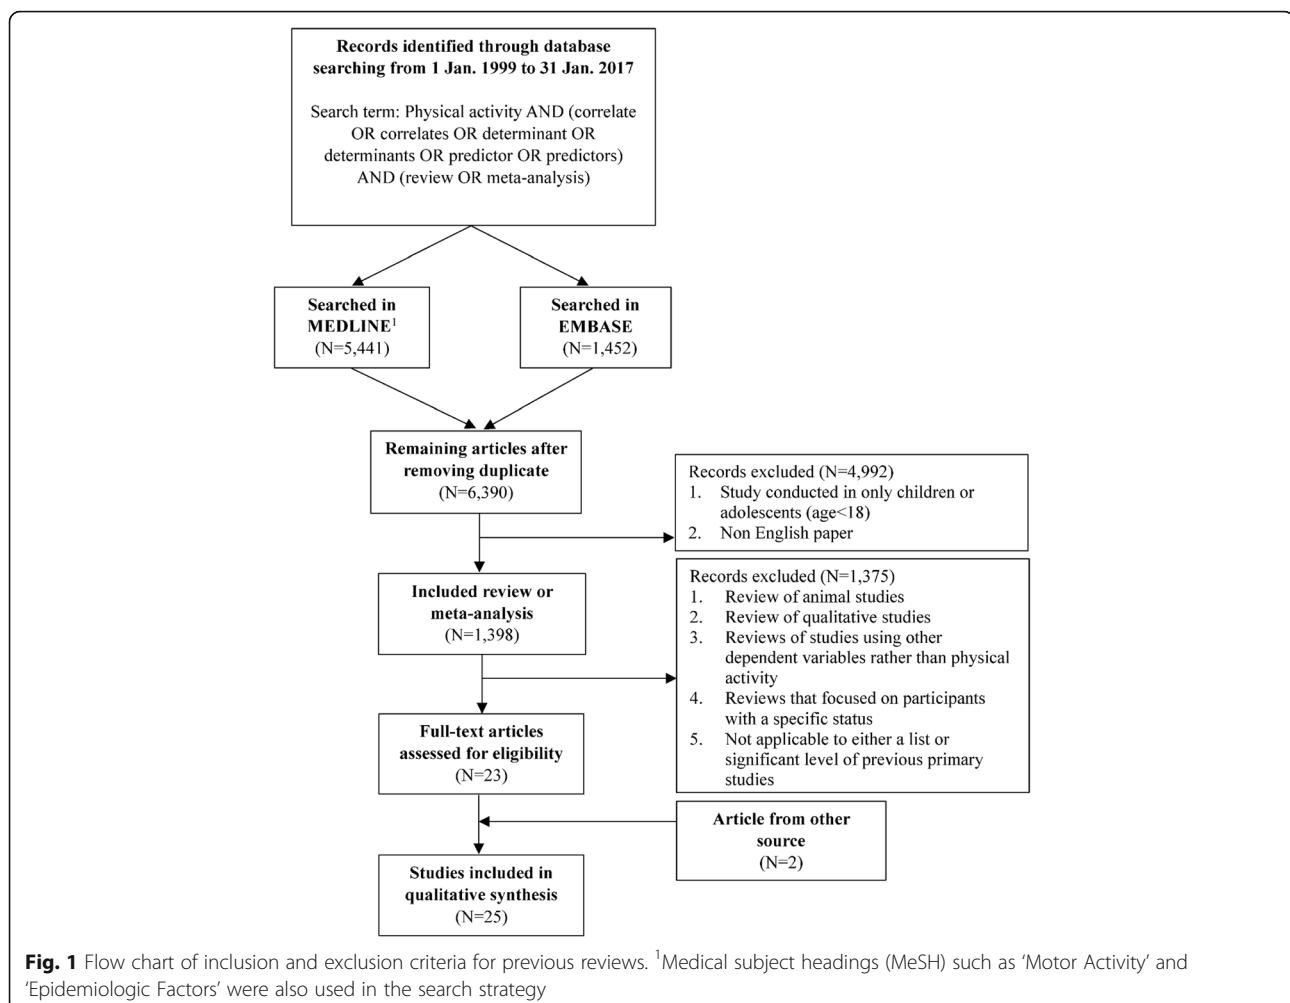 Records identified through database
searching from 1 Jan. 1999 to 31 Jan. 2017
Search term: Physical activity AND (correlate
OR correlates OR determinant OR
determinants OR predictor OR predictors)
AND (review OR meta-analysis)
Searched in
MEDLINE1
(N=5,441)
Searched in
EMBASE
(N=1,452)
Remaining articles after
removing duplicate
(N=6,390)
Records excluded (N=4,992)
1. Study conducted in only children or
adolescents (age<18)
2. Non English paper
Included review or
meta-analysis
(N=1,398)
Records excluded (N=1,375)
1. Review of animal studies
2. Review of qualitative studies
3. Reviews of studies using other
dependent variables rather than physical
activity
4. Reviews that focused on participants
with a specific status
5. Not applicable to either a list or
significant level of previous primary
studies
Full-text articles
assessed for eligibility
(N=23)
Article from other
source
(N=2)
Studies included in
qualitative synthesis
(N=25)
Fig. 1 Flow chart of inclusion and exclusion criteria for previous reviews. 1Medical subject headings (MeSH) such as ‘Motor Activity’ and
‘Epidemiologic Factors’ were also used in the search strategy